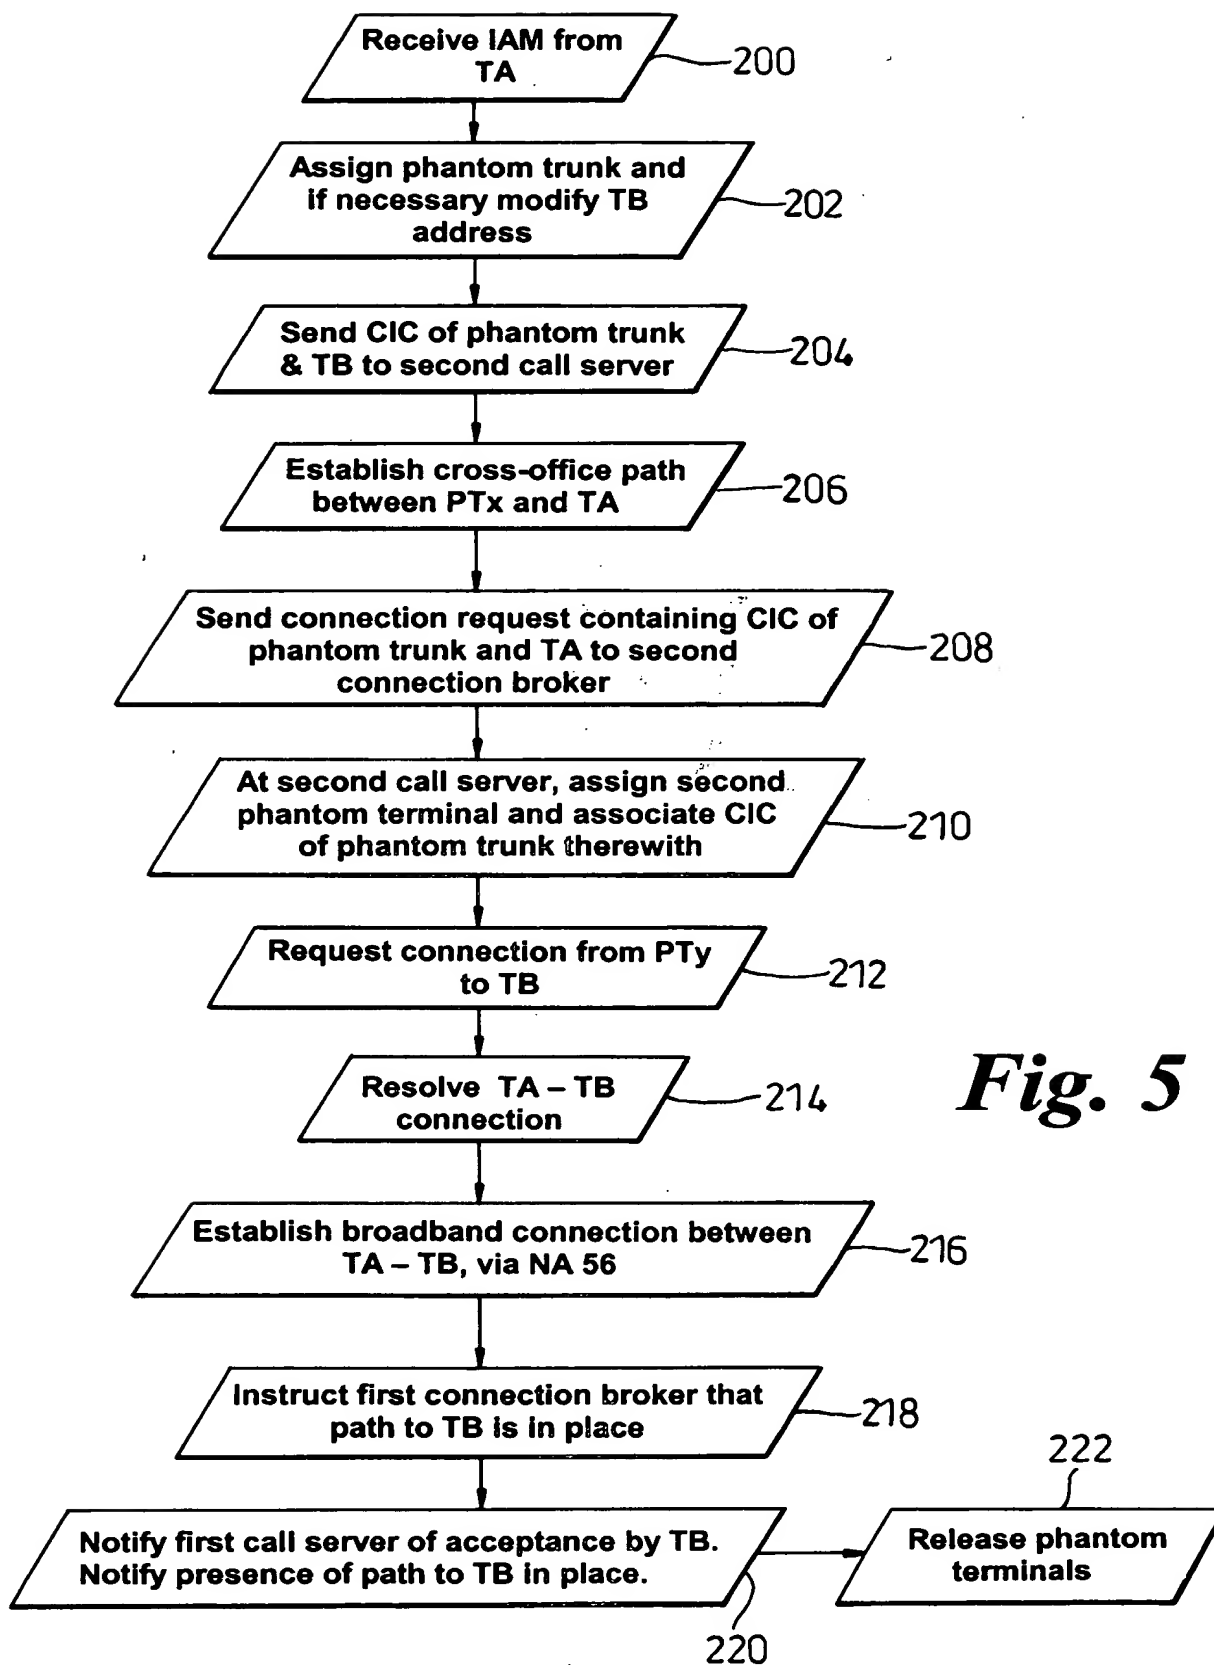 Receive IAM from
TA
200
Assign phantom trunk and
if necessary modify TB
address
202
Send CIC of phantom trunk
& TB to second call server
204
Establish cross-office path
between PTx and TA
206
Send connection request containing CIC of
phantom trunk and TA to second
connection broker
208
At second call server, assign second
phantom terminal and associate CIC
of phantom trunk therewith
210
Request connection from PTy
to TB
212
Resolve TA – TB
connection
214
Fig. 5
Establish broadband connection between
TA – TB, via NA 56
216
Instruct first connection broker that
path to TB is in place
218
Notify first call server of acceptance by TB.
Notify presence of path to TB in place.
220
222
Release phantom
terminals